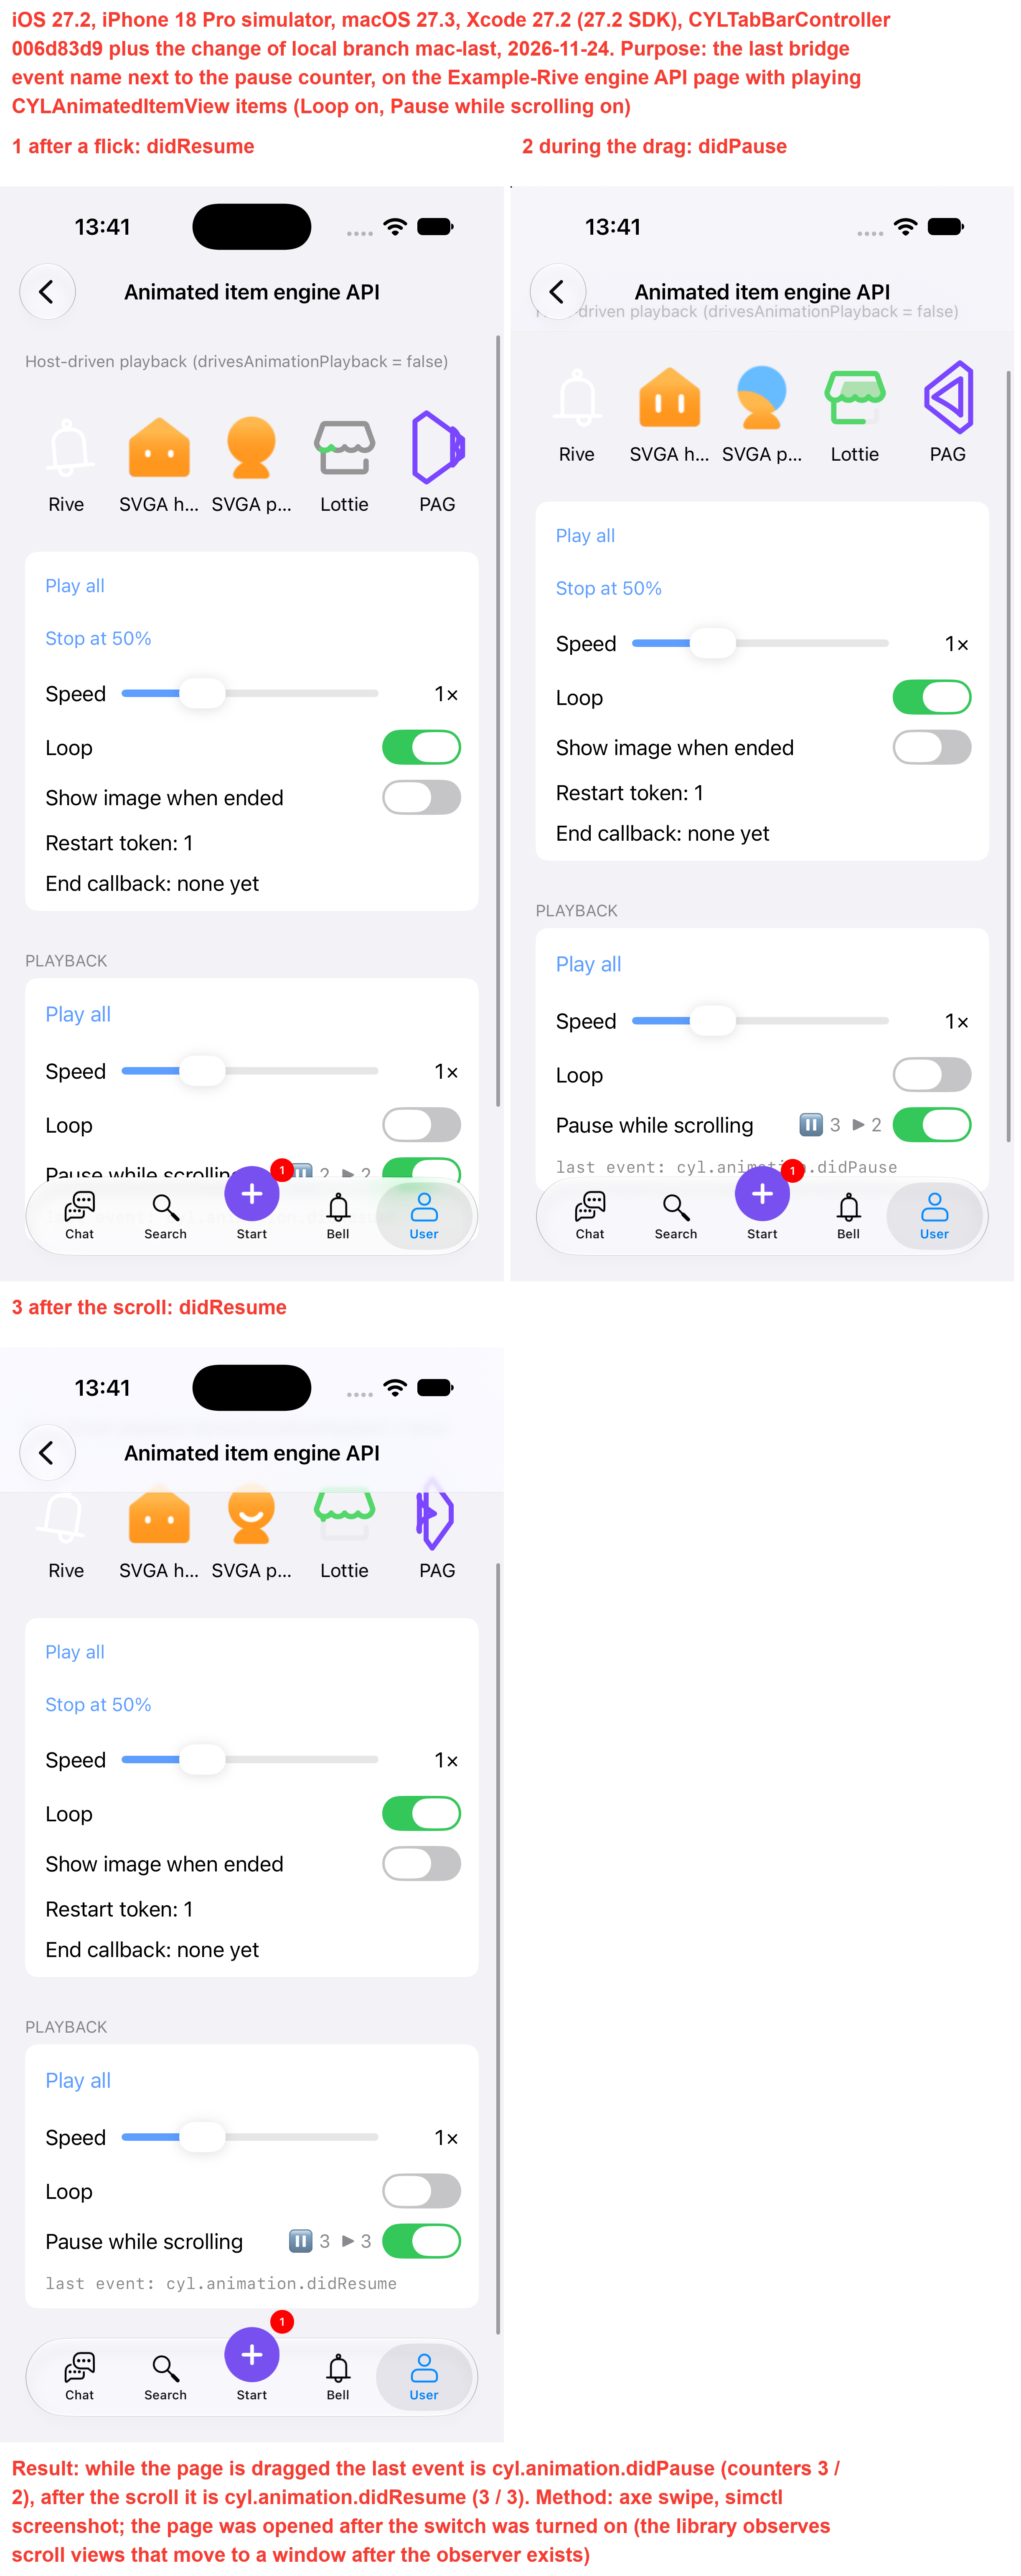 iOS 27.2, iPhone 18 Pro simulator, macOS 27.3, Xcode 27.2 (27.2 SDK), CYLTabBarController
006d83d9 plus the change of local branch mac-last, 2026-11-24. Purpose: the last bridge
event name next to the pause counter, on the Example-Rive engine API page with playing
CYLAnimatedItemView items (Loop on, Pause while scrolling on)
1 after a flick: didResume
13:41
Animated item engine API
Host-driven playback (drivesAnimationPlayback = false)
Rive SVGA h... SVGA p... Lottie PAG
Play all
Stop at 50%
Speed 1×
Loop
Show image when ended
Restart token: 1
End callback: none yet
PLAYBACK
Play all
Speed 1×
Loop
Pause while scrolling 2 ▶ 2
1
Chat Search Start Bell User
2 during the drag: didPause
13:41
Animated item engine API
driven playback (drivesAnimationPlayback = false)
Rive SVGA h... SVGA p... Lottie PAG
Play all
Stop at 50%
Speed 1×
Loop
Show image when ended
Restart token: 1
End callback: none yet
PLAYBACK
Play all
Speed 1×
Loop
Pause while scrolling ⏸ 3 ▶ 2
last event: cyl.animation.didPause
1
Chat Search Start Bell User
3 after the scroll: didResume
13:41
Animated item engine API
Rive SVGA h... SVGA p... Lottie PAG
Play all
Stop at 50%
Speed 1×
Loop
Show image when ended
Restart token: 1
End callback: none yet
PLAYBACK
Play all
Speed 1×
Loop
Pause while scrolling ⏸ 3 ▶ 3
last event: cyl.animation.didResume
1
Chat Search Start Bell User
Result: while the page is dragged the last event is cyl.animation.didPause (counters 3 /
2), after the scroll it is cyl.animation.didResume (3 / 3). Method: axe swipe, simctl
screenshot; the page was opened after the switch was turned on (the library observes
scroll views that move to a window after the observer exists)